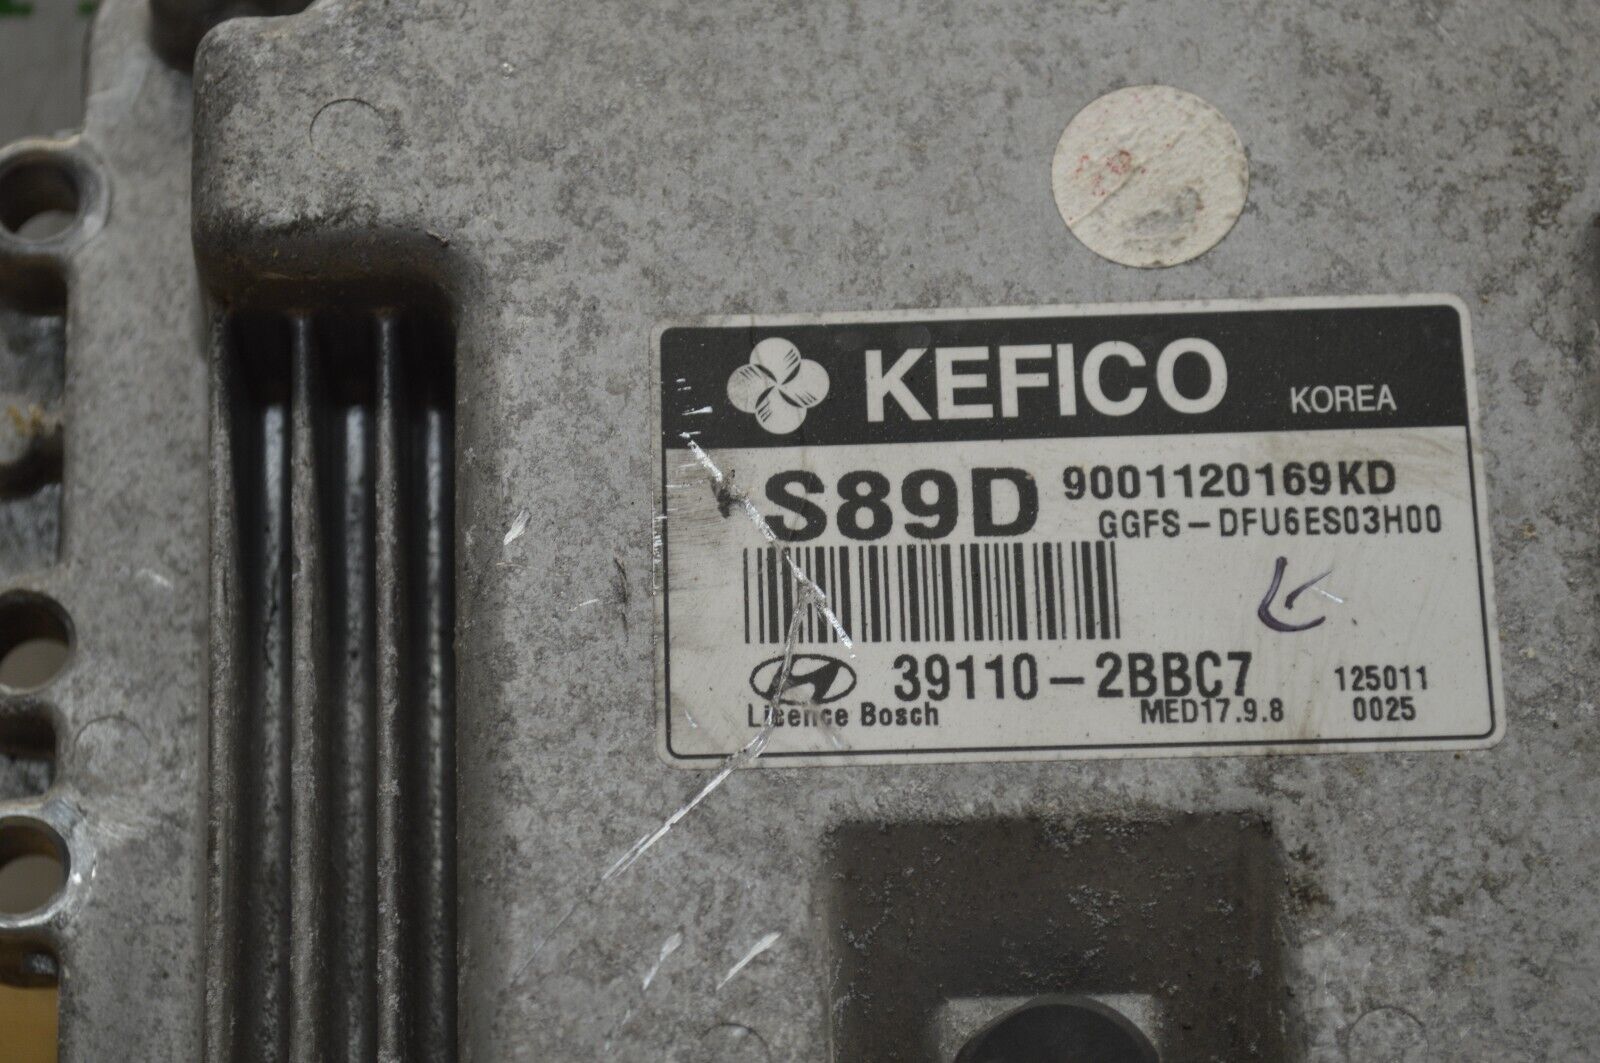 KEFICO KOREA
S89D 9001120169KD
GGFS-DFU6ES03H00
39110-2BBC7 125011
Licence Bosch MED17.9.8 0025